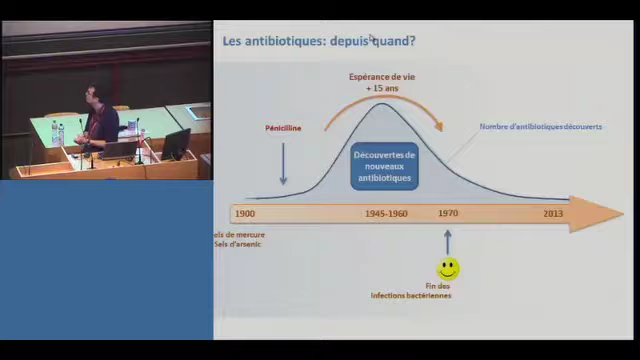 Les antibiotiques: depuis quand?
Espérance de vie
+ 15 ans
Pénicilline
Nombre d'antibiotiques découverts
Découvertes de
nouveaux
antibiotiques
1900
1945-1960
1970
2013
els de mercure
Sels d'arsenic
Fin des
Infections bactériennes